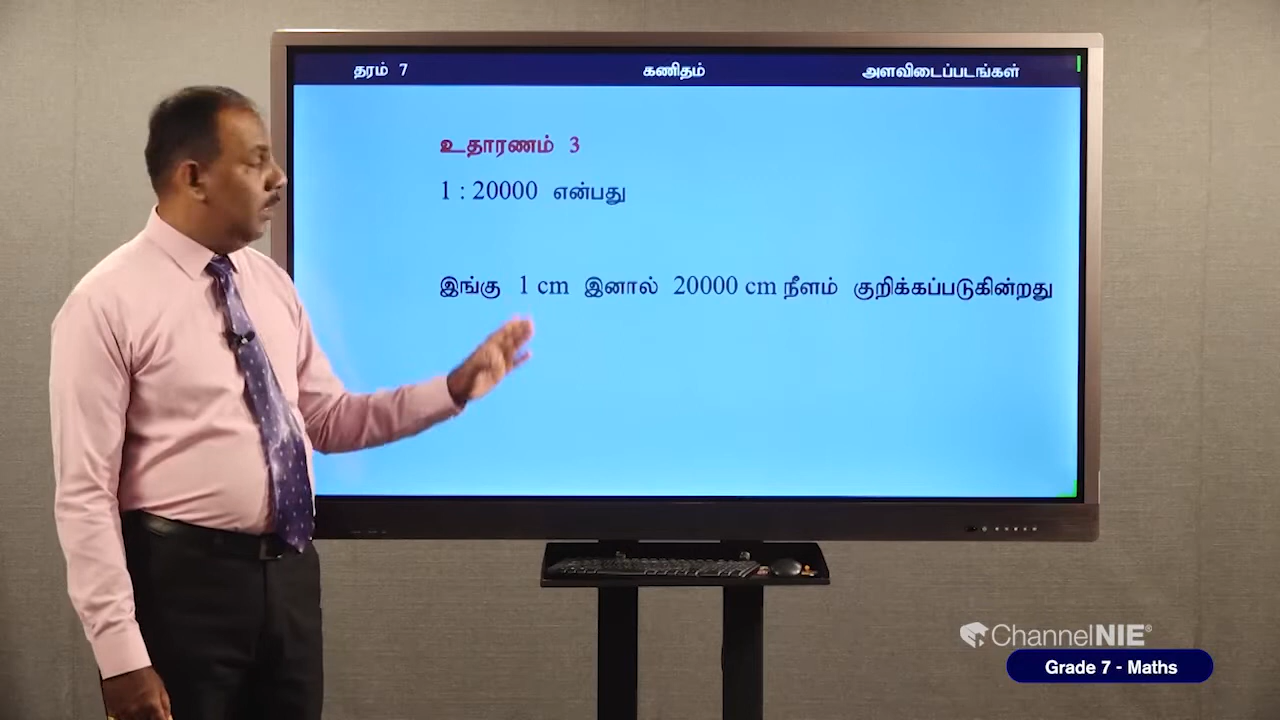 தரம் 7 கணிதம் அளவிடைப்படங்கள்
உதாரணம் 3
1 : 20000 என்பது
இங்கு 1 cm இனால் 20000 cm நீளம் குறிக்கப்படுகின்றது
ChannelNIE®
Grade 7 - Maths